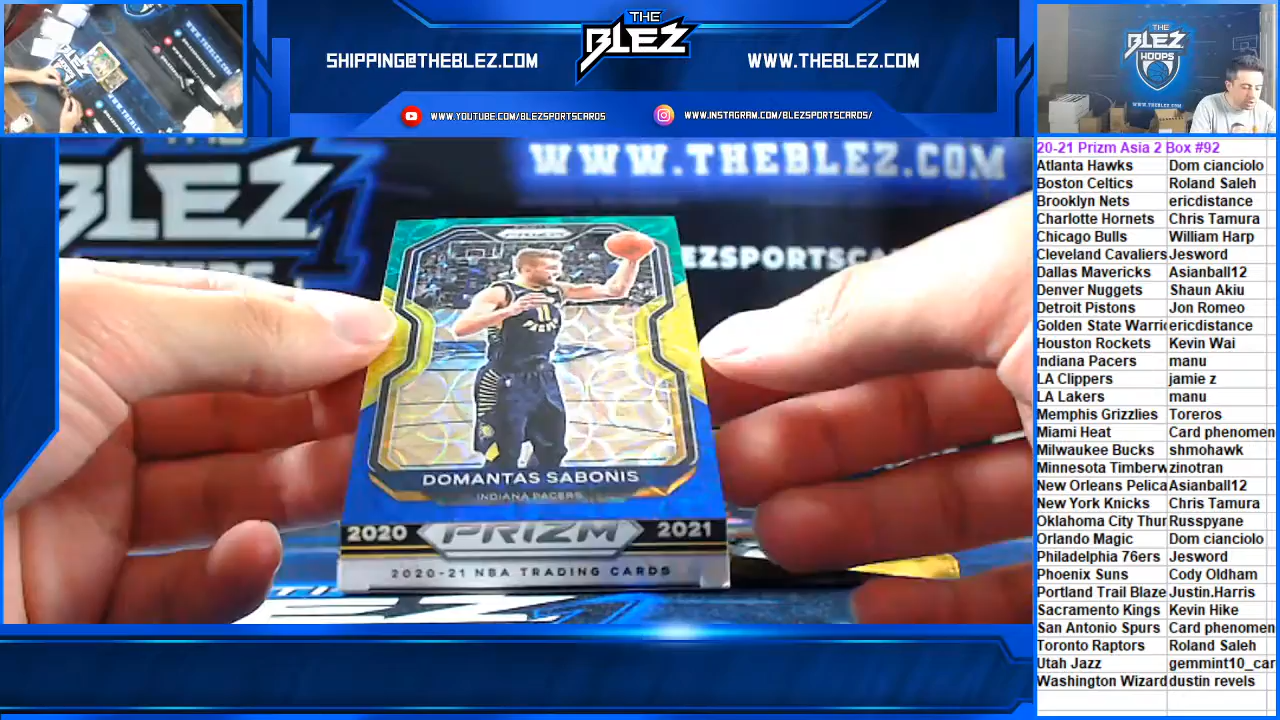 THE
BLEZ
SHIPPING@THEBLEZ.COM
WWW.THEBLEZ.COM
WWW.YOUTUBE.COM/BLEZSPORTSCARDS
WWW.INSTAGRAM.COM/BLEZSPORTSCARDS/
THE
BLEZ
HOOPS
WWW.THEBLEZ.COM
WWW.THEBLEZ.COM
BLEZ
EZSPORTSCAR
PRIZM
11
PACERS
DOMANTAS SABONIS
INDIANA PACERS
2020 PRIZM 2021
2020-21 NBA TRADING CARDS
20-21 Prizm Asia 2 Box #92
Atlanta Hawks Dom cianciolo
Boston Celtics Roland Saleh
Brooklyn Nets ericdistance
Charlotte Hornets Chris Tamura
Chicago Bulls William Harp
Cleveland Cavaliers Jesword
Dallas Mavericks Asianball12
Denver Nuggets Shaun Akiu
Detroit Pistons Jon Romeo
Golden State Warri ericdistance
Houston Rockets Kevin Wai
Indiana Pacers manu
LA Clippers jamie z
LA Lakers manu
Memphis Grizzlies Toreros
Miami Heat Card phenomen
Milwaukee Bucks shmohawk
Minnesota Timberw zinotran
New Orleans Pelica Asianball12
New York Knicks Chris Tamura
Oklahoma City Thur Russpyane
Orlando Magic Dom cianciolo
Philadelphia 76ers Jesword
Phoenix Suns Cody Oldham
Portland Trail Blaze Justin.Harris
Sacramento Kings Kevin Hike
San Antonio Spurs Card phenomen
Toronto Raptors Roland Saleh
Utah Jazz gemmint10_car
Washington Wizard dustin revels